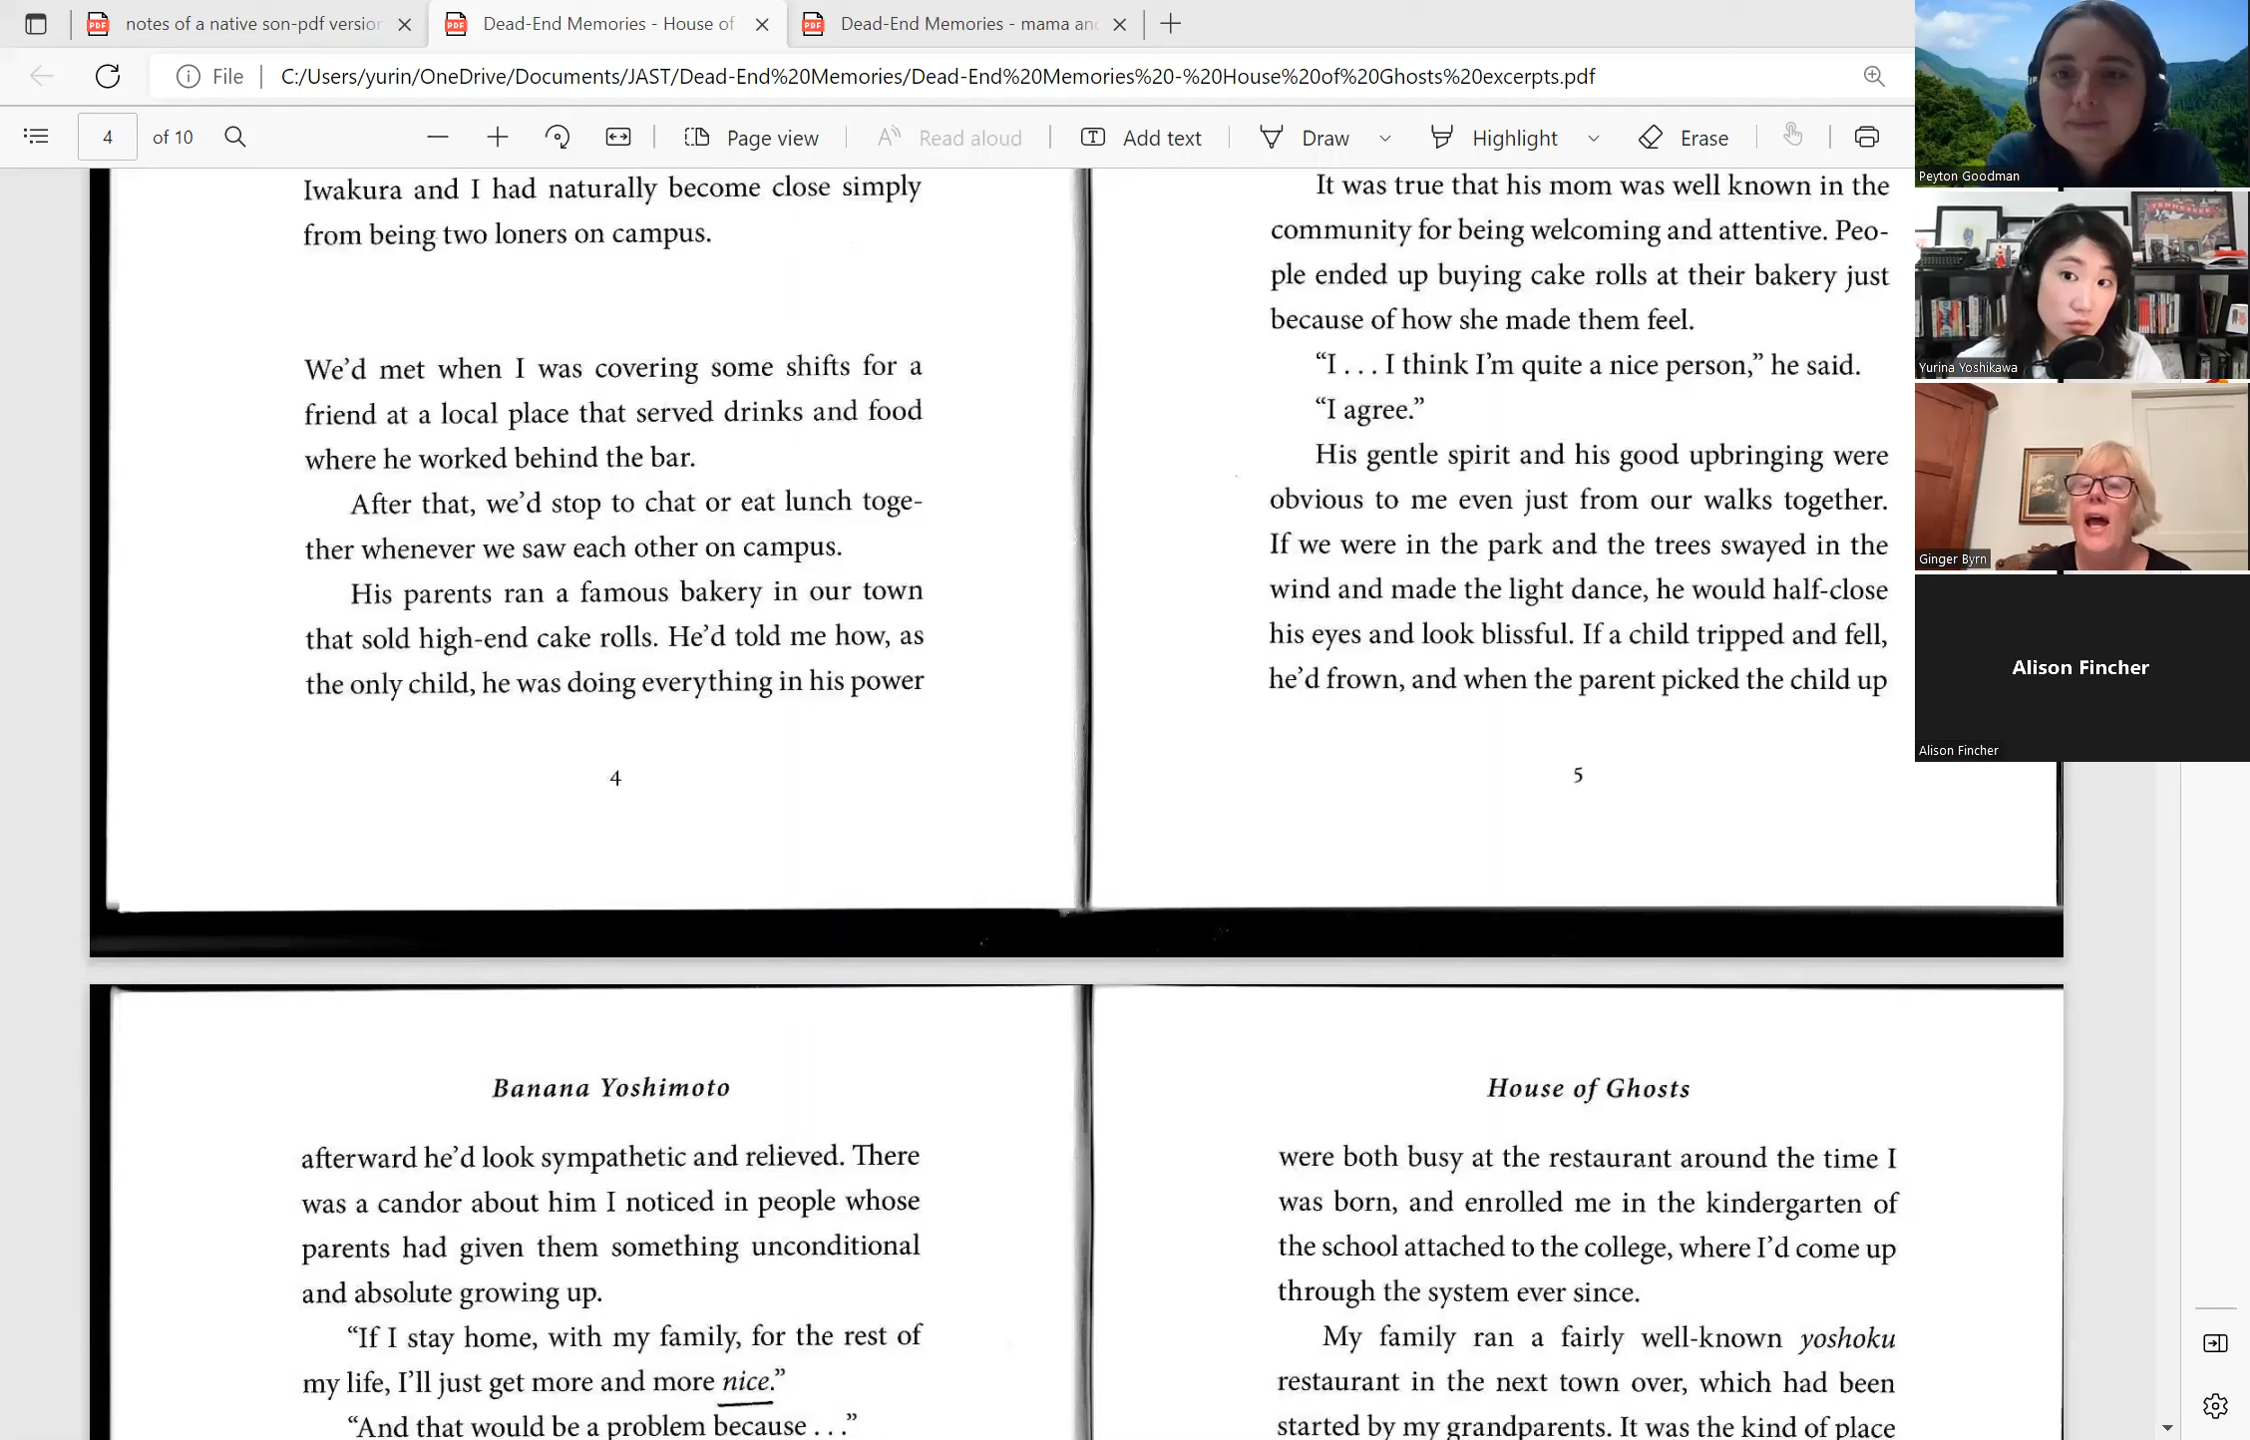 notes of a native son-pdf version
Dead-End Memories - House of
Dead-End Memories - mama and
File
C:/Users/yurin/OneDrive/Documents/JAST/Dead-End%20Memories/Dead-End%20Memories%20-%20House%20of%20Ghosts%20excerpts.pdf
4 of 10
Page view
Read aloud
Add text
Draw
Highlight
Erase
Iwakura and I had naturally become close simply
from being two loners on campus.
We'd met when I was covering some shifts for a
friend at a local place that served drinks and food
where he worked behind the bar.
After that, we'd stop to chat or eat lunch toge-
ther whenever we saw each other on campus.
His parents ran a famous bakery in our town
that sold high-end cake rolls. He'd told me how, as
the only child, he was doing everything in his power
4
It was true that his mom was well known in the
community for being welcoming and attentive. Peo-
ple ended up buying cake rolls at their bakery just
because of how she made them feel.
“I . . . I think I'm quite a nice person,” he said.
“I agree.”
His gentle spirit and his good upbringing were
obvious to me even just from our walks together.
If we were in the park and the trees swayed in the
wind and made the light dance, he would half-close
his eyes and look blissful. If a child tripped and fell,
he'd frown, and when the parent picked the child up
5
Banana Yoshimoto
afterward he'd look sympathetic and relieved. There
was a candor about him I noticed in people whose
parents had given them something unconditional
and absolute growing up.
“If I stay home, with my family, for the rest of
my life, I'll just get more and more nice.”
“And that would be a problem because . . .”
House of Ghosts
were both busy at the restaurant around the time I
was born, and enrolled me in the kindergarten of
the school attached to the college, where I'd come up
through the system ever since.
My family ran a fairly well-known yoshoku
restaurant in the next town over, which had been
started by my grandparents. It was the kind of place
Peyton Goodman
TENNESSEE
Yurina Yoshikawa
Ginger Byrn
Alison Fincher
Alison Fincher